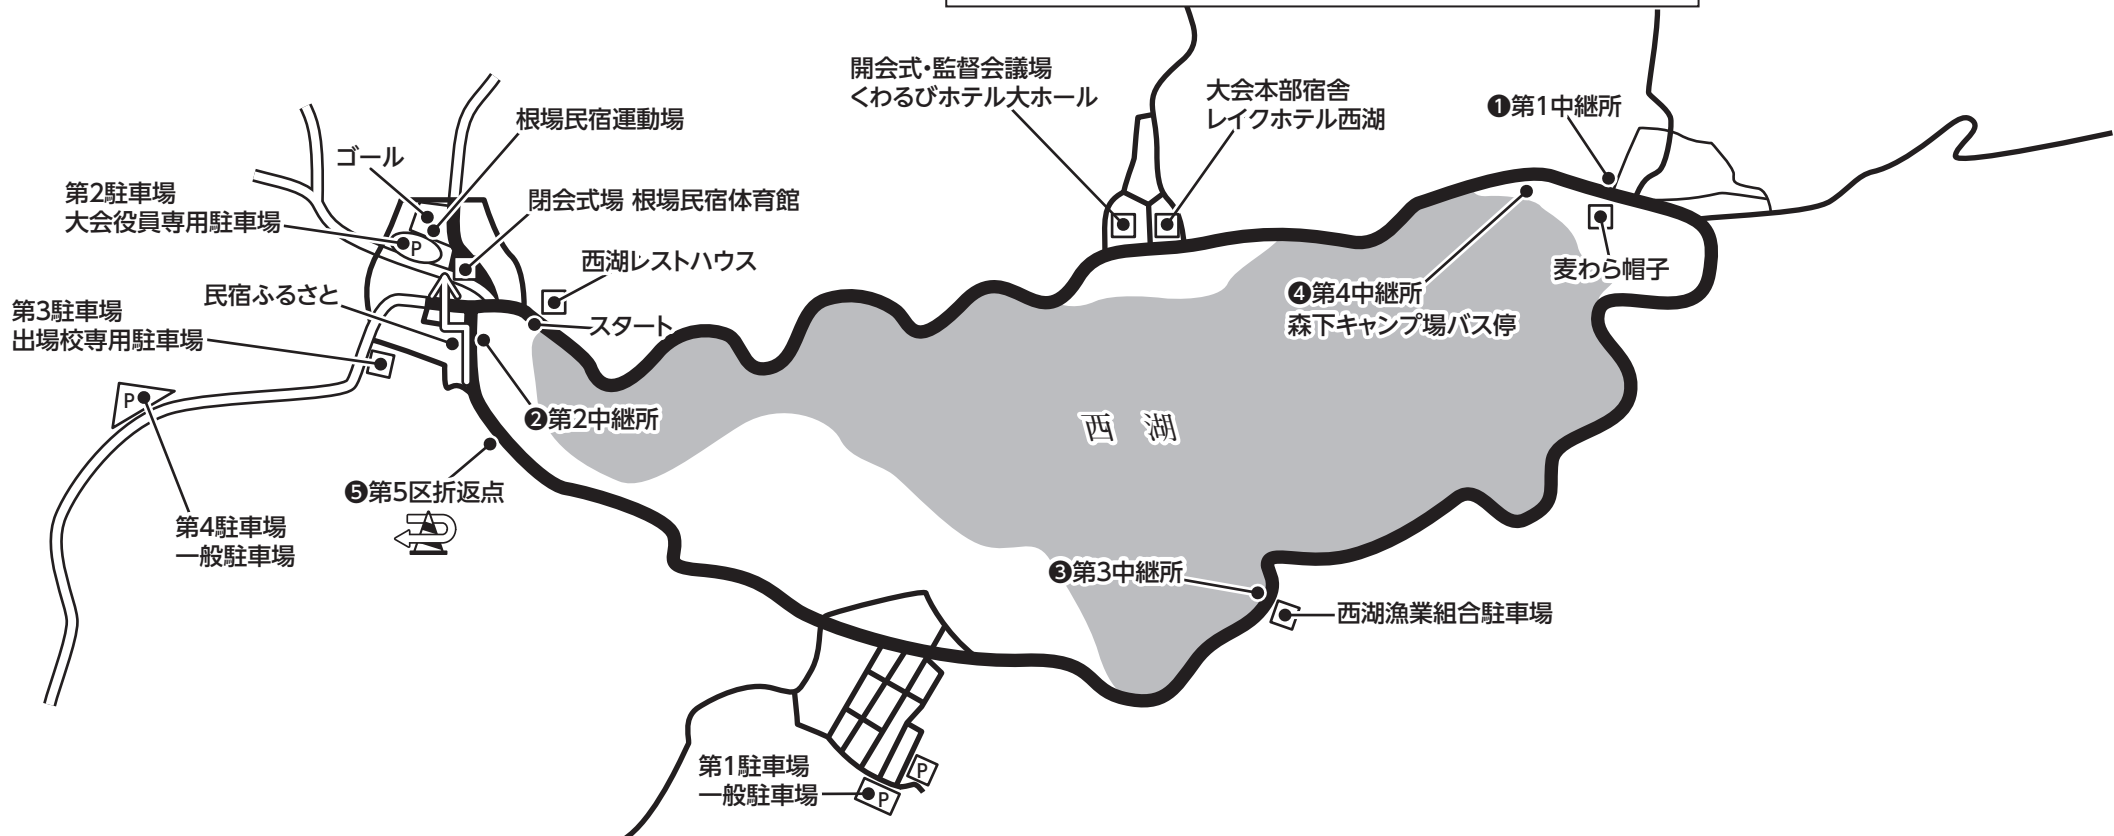 開会式・監督会議場
くわるびホテル大ホール
大会本部宿舎
レイクホテル西湖
❶第1中継所
根場民宿運動場
ゴール
第2駐車場
大会役員専用駐車場
P
閉会式場 根場民宿体育館
西湖レストハウス
民宿ふるさと
第3駐車場
出場校専用駐車場
スタート
麦わら帽子
❹第4中継所
森下キャンプ場バス停
P
❷第2中継所
西 湖
❺第5区折返点
第4駐車場
一般駐車場
❸第3中継所
西湖漁業組合駐車場
第1駐車場
一般駐車場
P
P